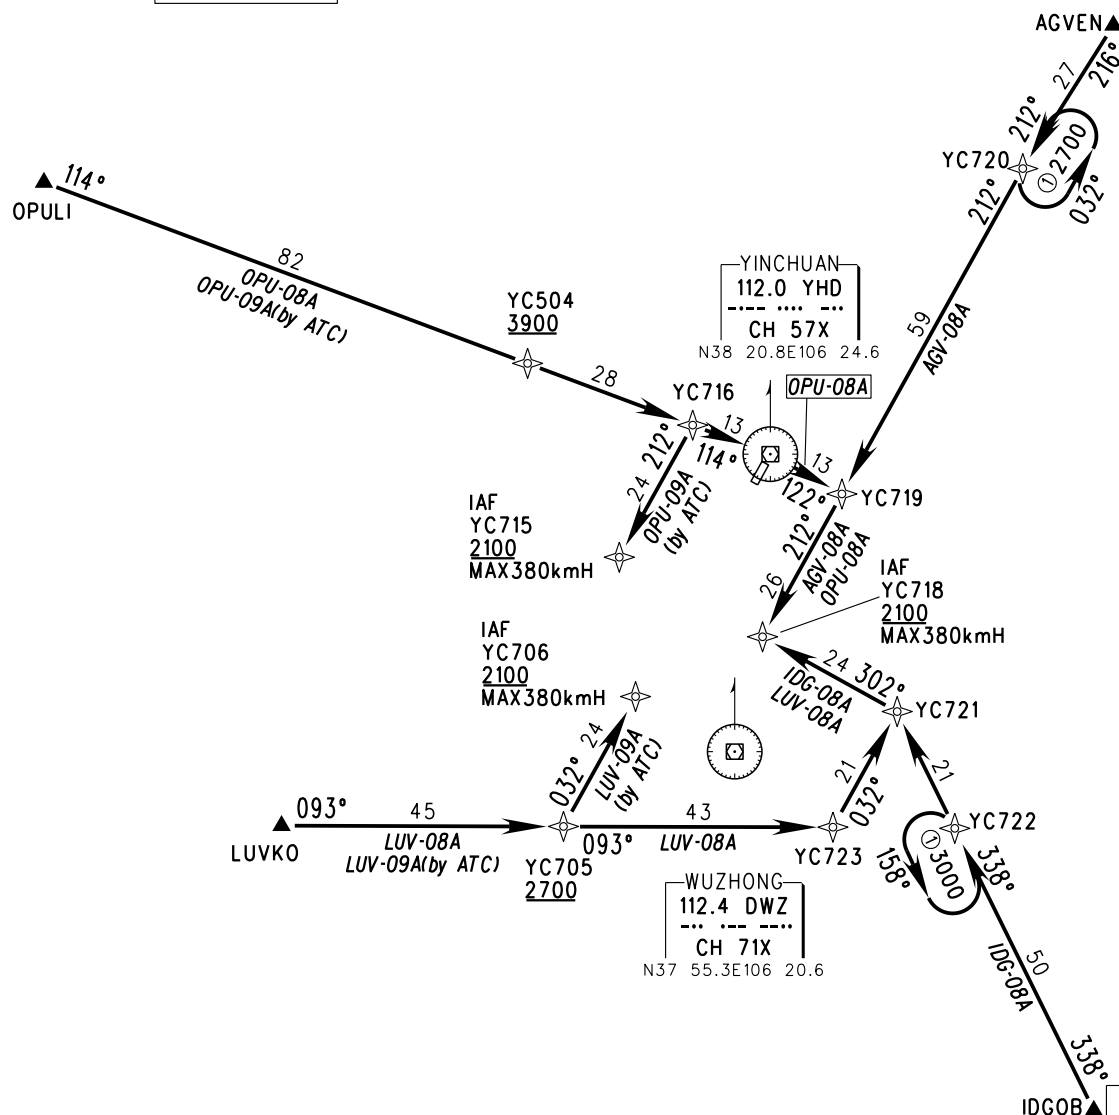 AGVEN
216°
27
212°
YC720
① 2700
032°
212°
114°
OPULI
82
OPU-08A
OPU-09A(by ATC)
YC504
3900
28
YINCHUAN
112.0 YHD
-.-- .... -..
CH 57X
N38 20.8E106 24.6
59
AGV-08A
YC716
OPU-08A
13
114°
13
122°
YC719
212°
24
OPU-09A
(by ATC)
IAF
YC715
2100
MAX380kmH
212°
26
AGV-08A
OPU-08A
IAF
YC718
2100
MAX380kmH
IAF
YC706
2100
MAX380kmH
24 302°
IDG-08A
LUV-08A
YC721
24
032°
LUV-09A
(by ATC)
21
032°
21
093°
45
LUVKO
LUV-08A
LUV-09A(by ATC)
YC705
2700
093°
43
LUV-08A
YC723
YC722
① 3000
158°
338°
WUZHONG
112.4 DWZ
-.. .-- --..
CH 71X
N37 55.3E106 20.6
50
IDG-08A
338°
IDGOB